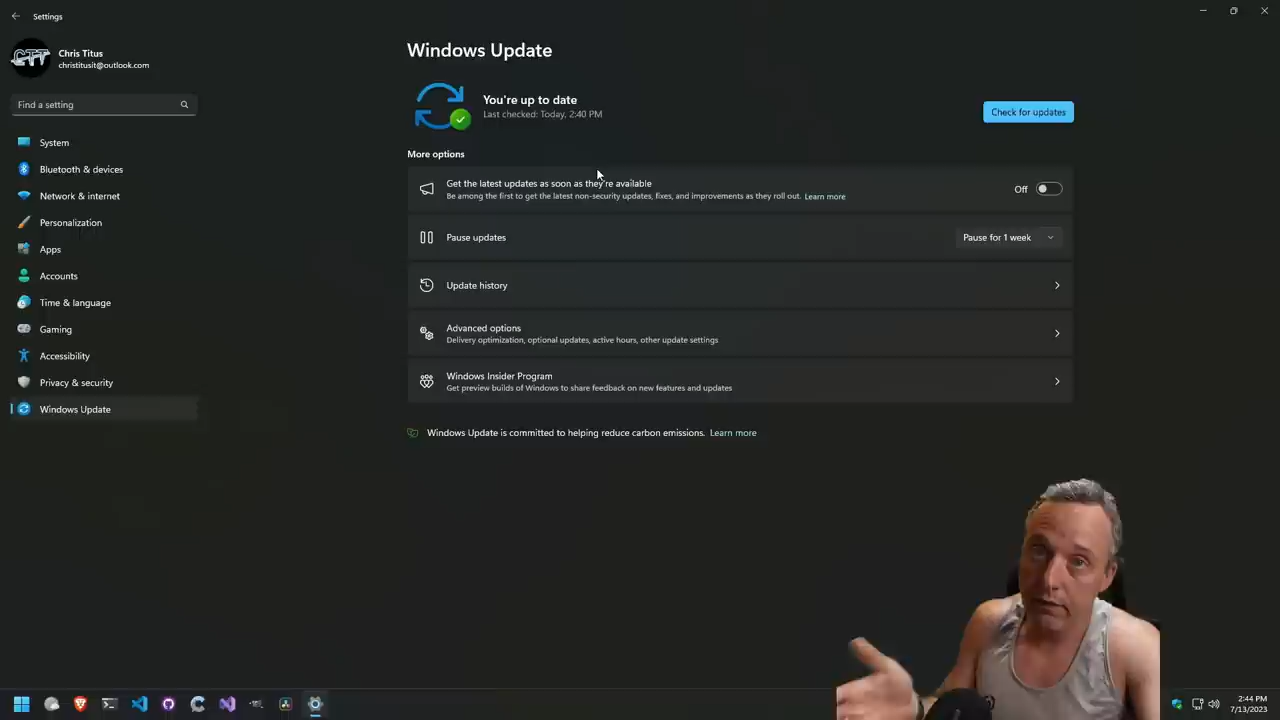 Settings
CTT
Chris Titus
christitusit@outlook.com
Find a setting
System
Bluetooth & devices
Network & internet
Personalization
Apps
Accounts
Time & language
Gaming
Accessibility
Privacy & security
Windows Update
Windows Update
You're up to date
Last checked: Today, 2:40 PM
Check for updates
More options
Get the latest updates as soon as they're available
Be among the first to get the latest non-security updates, fixes, and improvements as they roll out. Learn more
Off
Pause updates
Pause for 1 week
Update history
Advanced options
Delivery optimization, optional updates, active hours, other update settings
Windows Insider Program
Get preview builds of Windows to share feedback on new features and updates
Windows Update is committed to helping reduce carbon emissions. Learn more
2:44 PM
7/13/2023